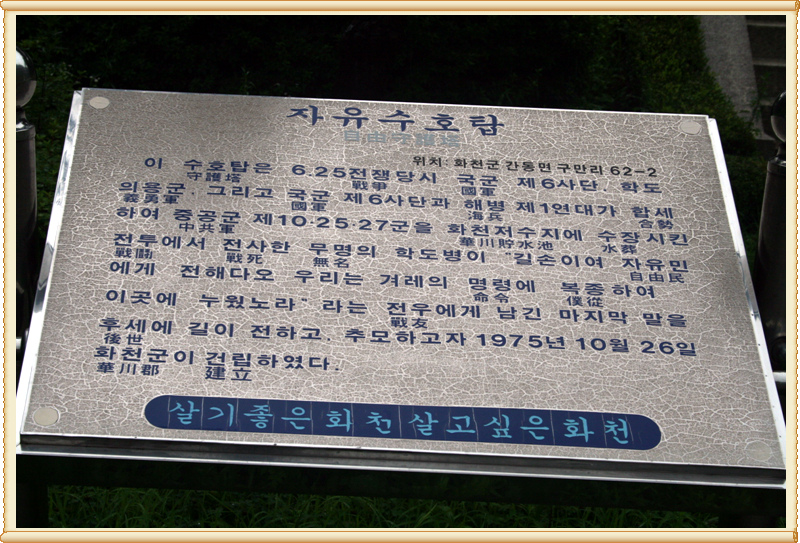 자유수호탑
위치: 화천군 간동면 구만리 62-2
이 수호탑은 6.25전쟁당시 국군 제6사단, 학도
守護塔 戰爭 國軍
의용군, 그리고 국군 제6사단과 해병 제1연대가 합세
義勇軍 國軍 海兵 合勢
하여 중공군 제10·25·27군을 화천저수지에 수장시킨
中共軍 華川貯水池 水葬
전투에서 전사한 무명의 학도병이 "길손이여 자유민
戰鬪 戰死 無名 自由民
에게 전해다오 우리는 겨레의 명령에 복종하여
命令 僕從
이곳에 누웠노라" 라는 전우에게 남긴 마지막 말을
戰友
후세에 길이 전하고, 추모하고자 1975년 10월 26일
後世
화천군이 건립하였다.
華川郡 建立
살기좋은화천살고싶은화천